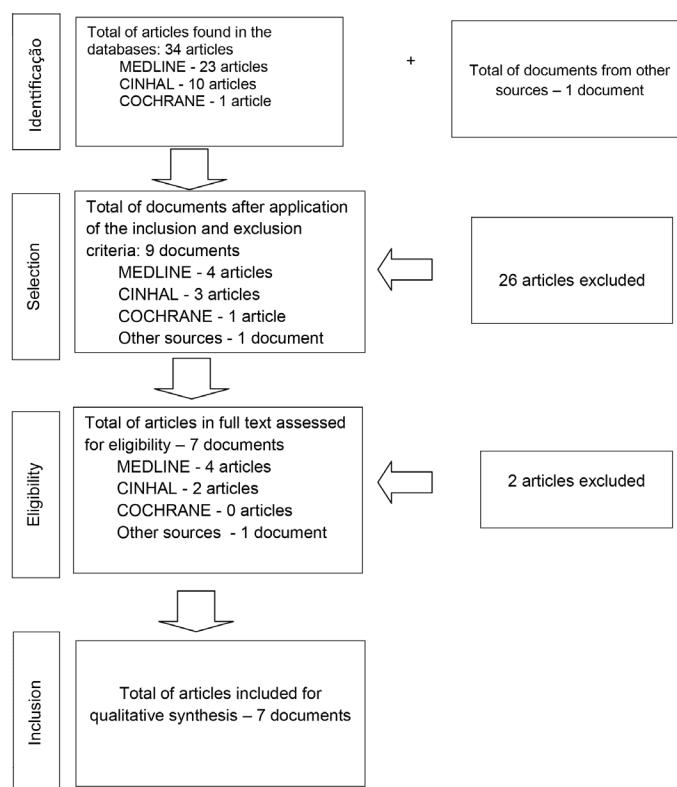 Identificação
Total of articles found in the
databases: 34 articles
MEDLINE - 23 articles
CINHAL - 10 articles
COCHRANE - 1 article
+
Total of documents from other
sources – 1 document
Selection
Total of documents after application
of the inclusion and exclusion
criteria: 9 documents
MEDLINE - 4 articles
CINHAL - 3 articles
COCHRANE - 1 article
Other sources - 1 document
26 articles excluded
Eligibility
Total of articles in full text assessed
for eligibility – 7 documents
MEDLINE - 4 articles
CINHAL - 2 articles
COCHRANE - 0 articles
Other sources - 1 document
2 articles excluded
Inclusion
Total of articles included for
qualitative synthesis – 7 documents